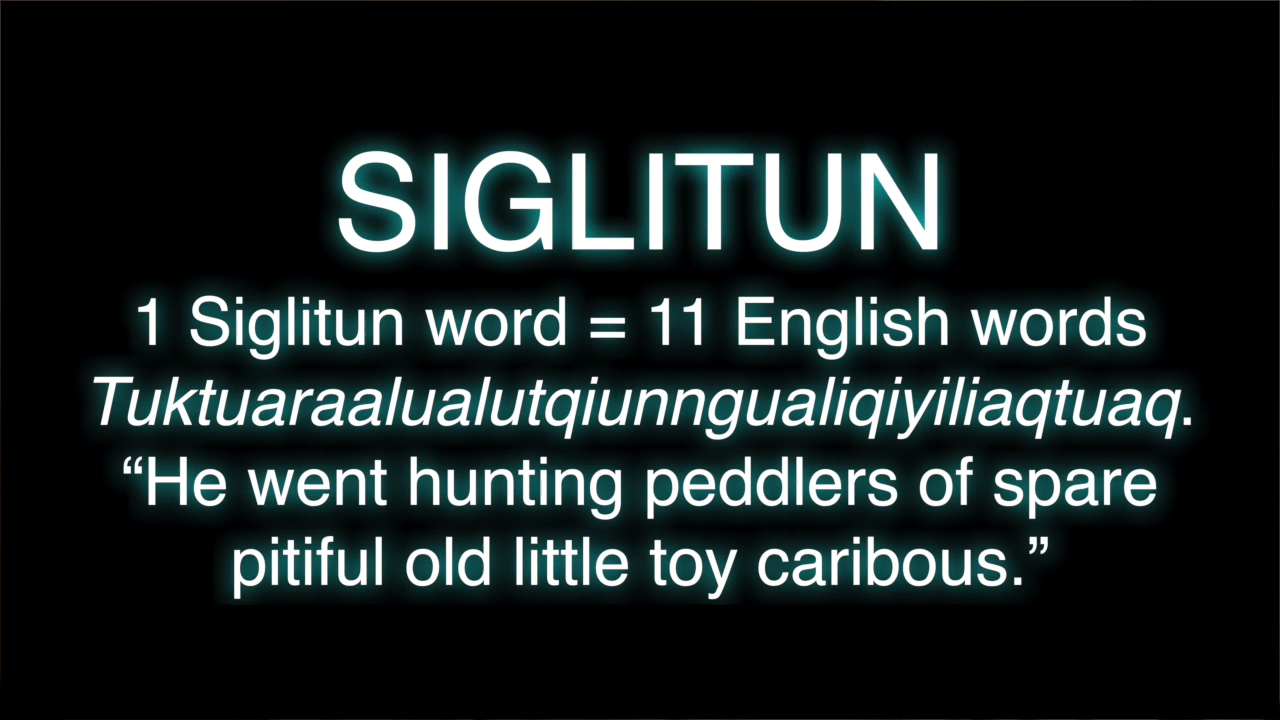 SIGLITUN
1 Siglitun word = 11 English words
Tuktuaraalualutqiunngualiqiyiliaqtuaq.
“He went hunting peddlers of spare
pitiful old little toy caribous.”